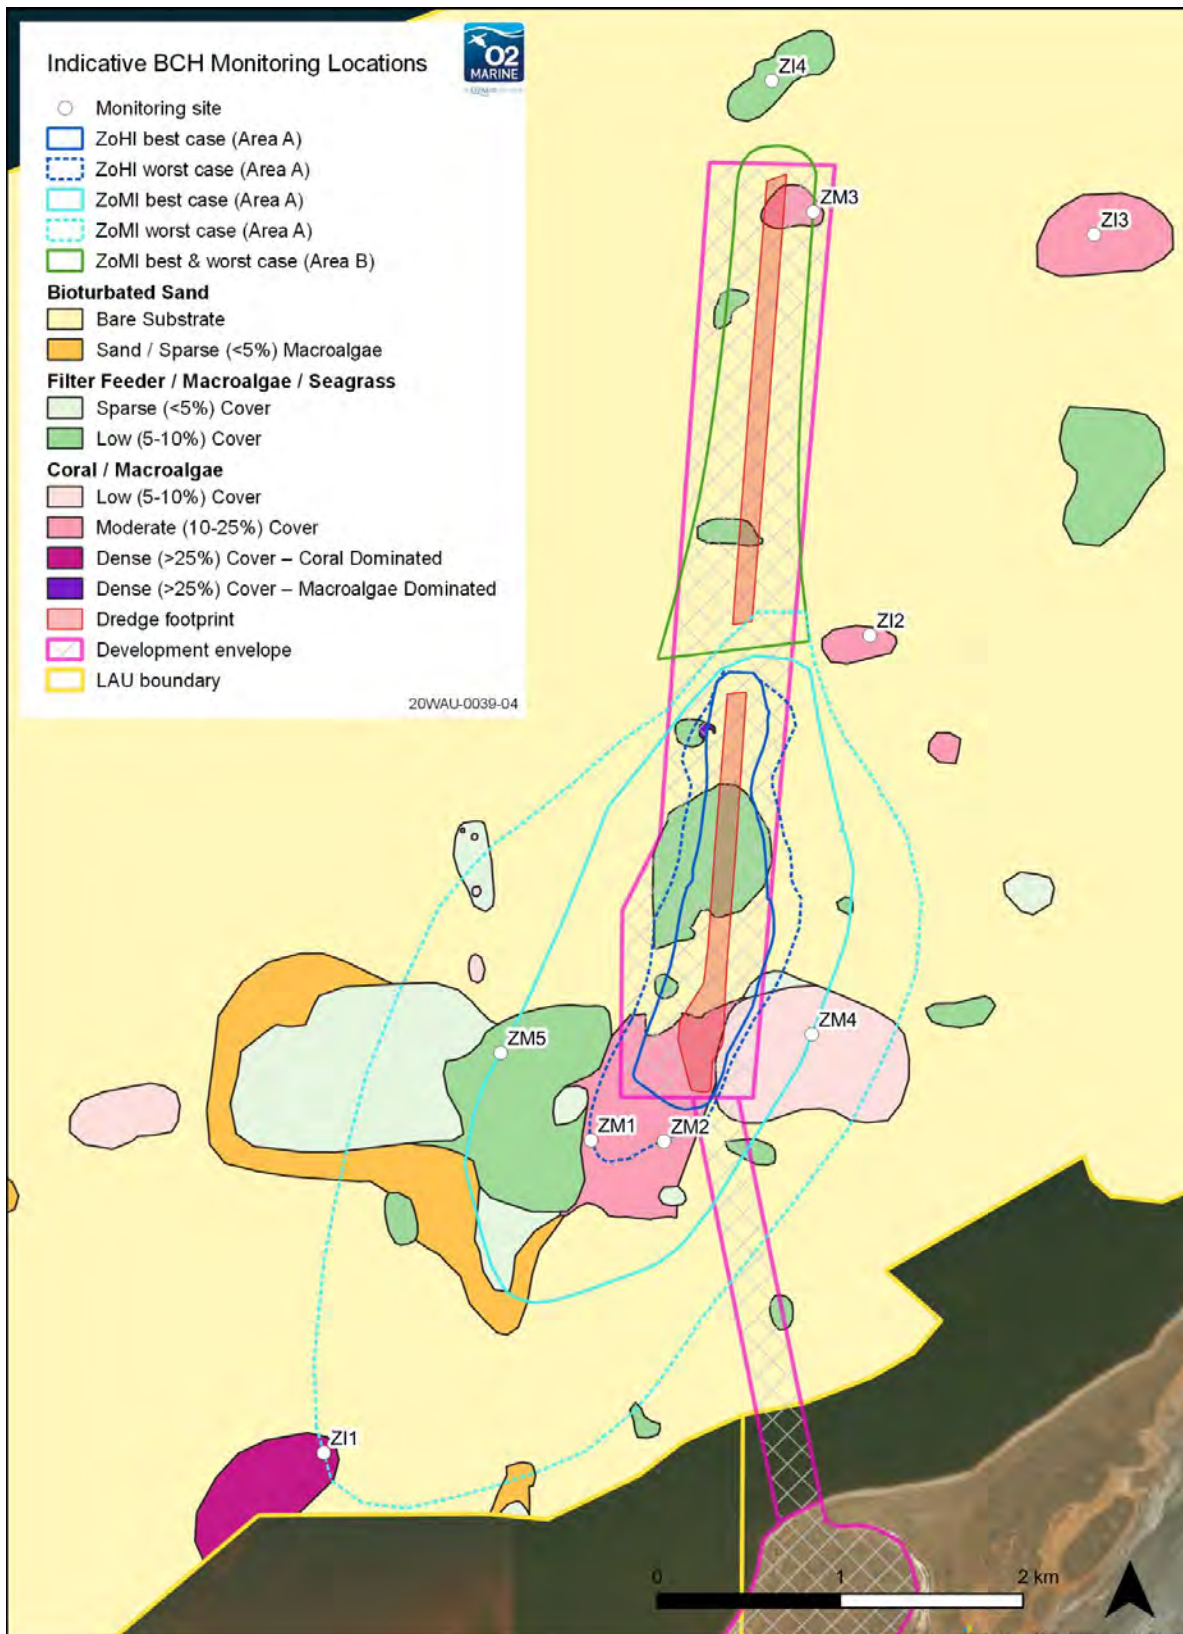 Indicative BCH Monitoring Locations
O2
MARINE
Monitoring site
ZoHI best case (Area A)
ZoHI worst case (Area A)
ZoMI best case (Area A)
ZoMI worst case (Area A)
ZoMI best & worst case (Area B)
Bioturbated Sand
Bare Substrate
Sand / Sparse (<5%) Macroalgae
Filter Feeder / Macroalgae / Seagrass
Sparse (<5%) Cover
Low (5-10%) Cover
Coral / Macroalgae
Low (5-10%) Cover
Moderate (10-25%) Cover
Dense (>25%) Cover – Coral Dominated
Dense (>25%) Cover – Macroalgae Dominated
Dredge footprint
Development envelope
LAU boundary
20WAU-0039-04
ZI4
ZM3
ZI3
ZI2
ZM4
ZM5
ZM1
ZM2
ZI1
0 1 2 km